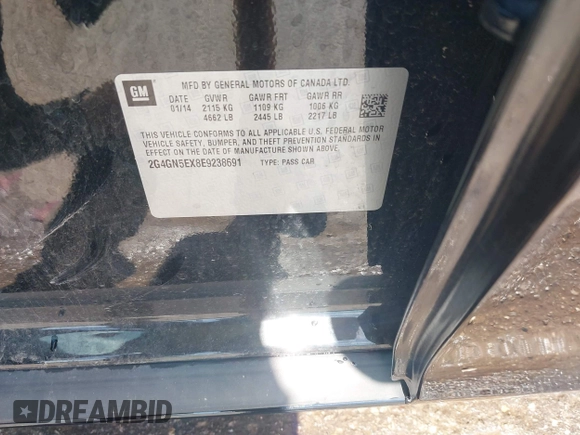 GM
MFD BY GENERAL MOTORS OF CANADA LTD.
DATE GVWR GAWR FRT GAWR RR
01/14 2115 KG 1109 KG 1006 KG
4662 LB 2445 LB 2217 LB
THIS VEHICLE CONFORMS TO ALL APPLICABLE U.S. FEDERAL MOTOR
VEHICLE SAFETY, BUMPER, AND THEFT PREVENTION STANDARDS IN
EFFECT ON THE DATE OF MANUFACTURE SHOWN ABOVE.
2G4GN5EX8E9238691 TYPE: PASS CAR
DREAMBID